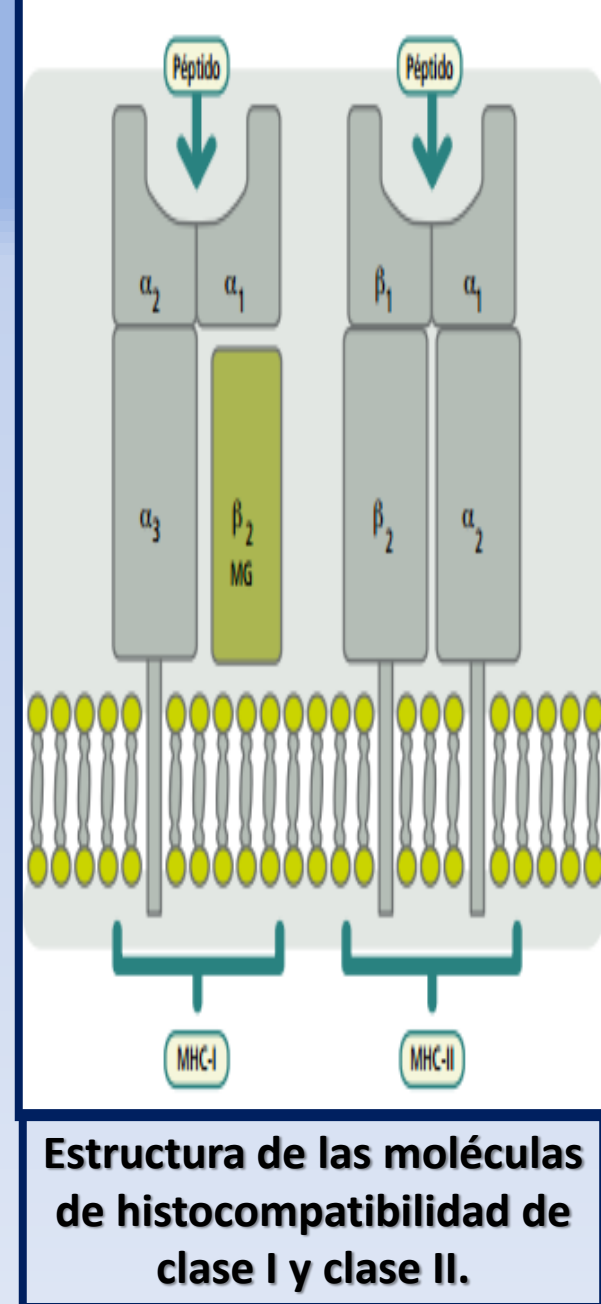 Péptido Péptido
α2 α1 β1 α1
α3 β2 MG β2 α2
MHC-I MHC-II
Estructura de las moléculas
de histocompatibilidad de
clase I y clase II.